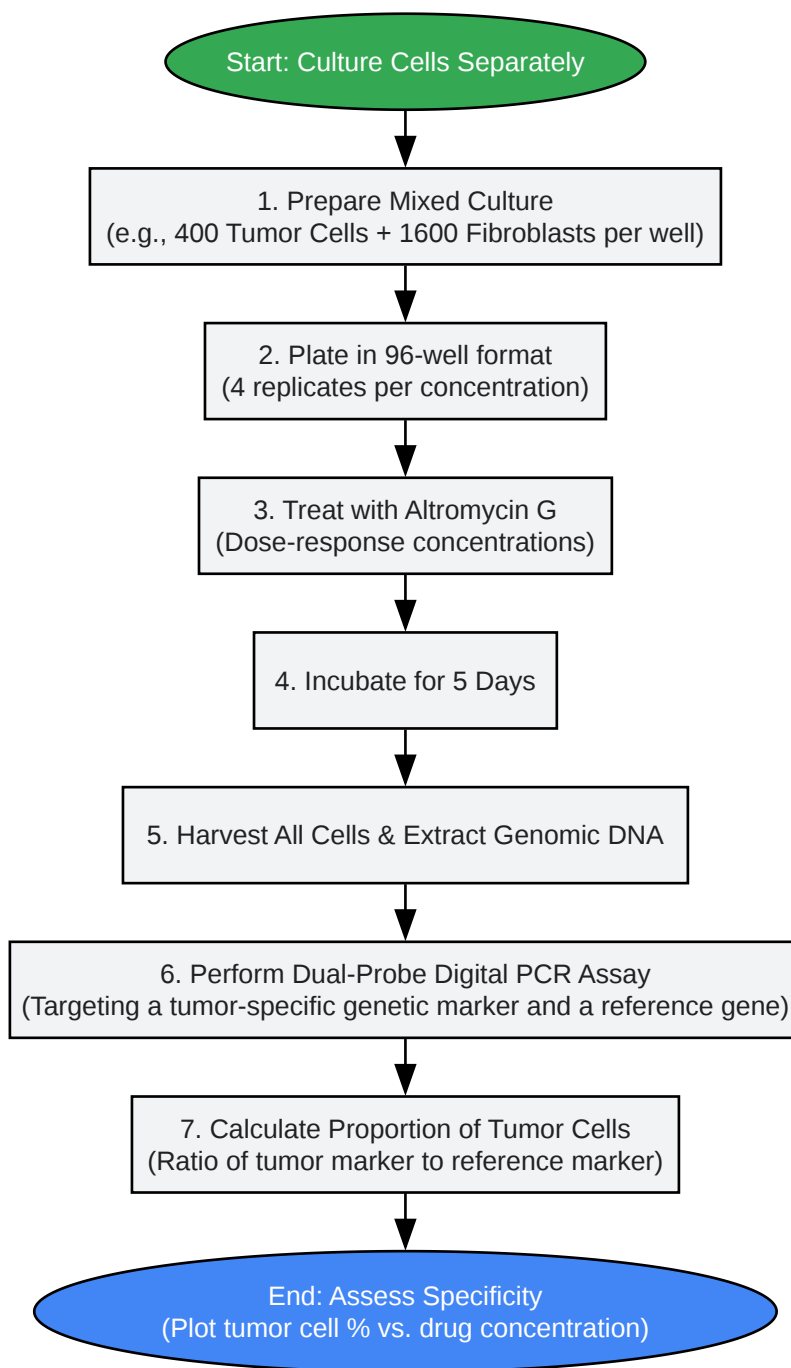 Start: Culture Cells Separately
1. Prepare Mixed Culture
(e.g., 400 Tumor Cells + 1600 Fibroblasts per well)
2. Plate in 96-well format
(4 replicates per concentration)
3. Treat with Altromycin G
(Dose-response concentrations)
4. Incubate for 5 Days
5. Harvest All Cells & Extract Genomic DNA
6. Perform Dual-Probe Digital PCR Assay
(Targeting a tumor-specific genetic marker and a reference gene)
7. Calculate Proportion of Tumor Cells
(Ratio of tumor marker to reference marker)
End: Assess Specificity
(Plot tumor cell % vs. drug concentration)